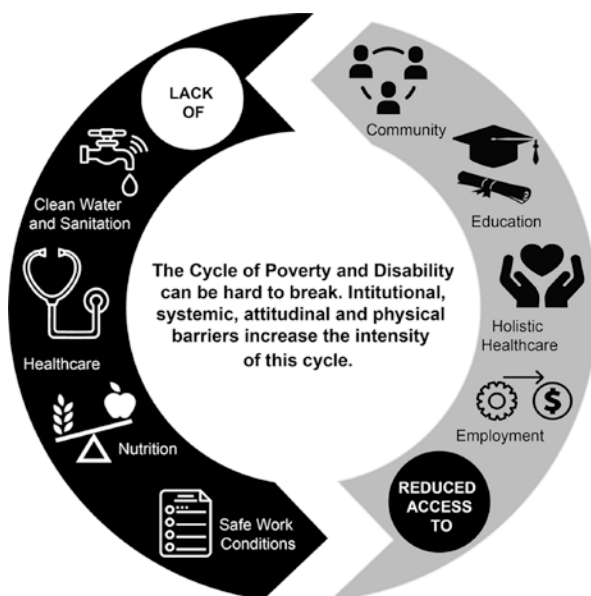 LACK
OF
Clean Water
and Sanitation
Healthcare
Nutrition
Safe Work
Conditions
The Cycle of Poverty and Disability
can be hard to break. Intitutional,
systemic, attitudinal and physical
barriers increase the intensity
of this cycle.
Community
Education
Holistic
Healthcare
Employment
$
REDUCED
ACCESS
TO